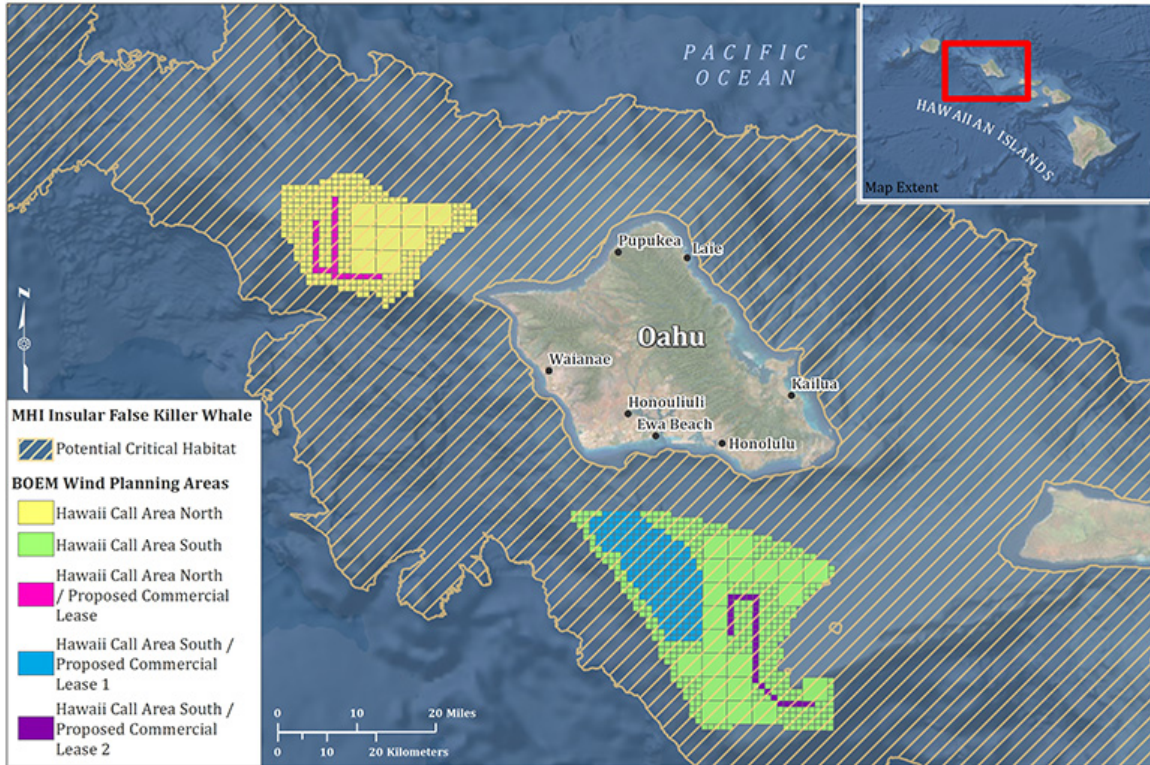 PACIFIC
OCEAN
HAWAIIAN ISLANDS
Map Extent
Pupukea
Laie
Oahu
Waianae
Kailua
Honouliuli
Ewa Beach
Honolulu
N
MHI Insular False Killer Whale
Potential Critical Habitat
BOEM Wind Planning Areas
Hawaii Call Area North
Hawaii Call Area South
Hawaii Call Area North
/ Proposed Commercial
Lease
Hawaii Call Area South /
Proposed Commercial
Lease 1
Hawaii Call Area South /
Proposed Commercial
Lease 2
0 10 20 Miles
0 10 20 Kilometers